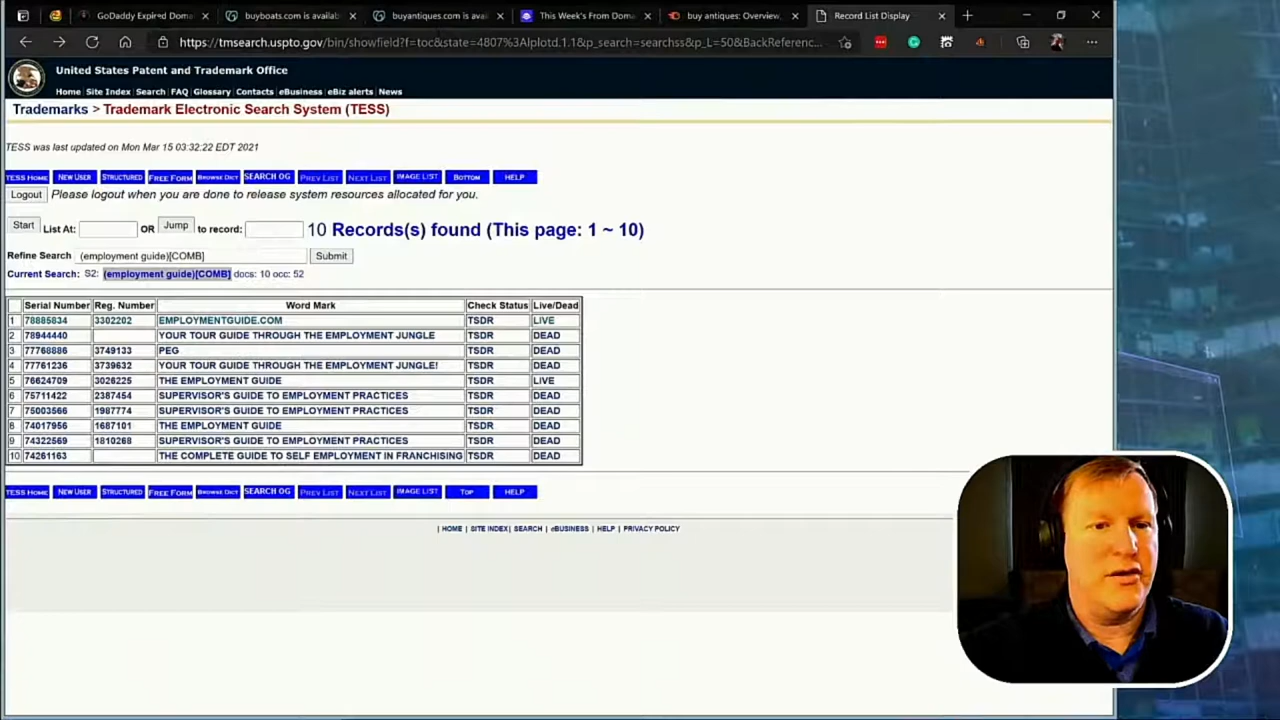 GoDaddy Expired Dom
buyboats.com is availab
buyantiques.com is avai
This Week's From Dom
buy antiques: Overview,
Record List Display
https://tmsearch.uspto.gov/bin/showfield?f=toc&state=4807%3Alplotd.1.1&p_search=searchss&p_L=50&BackReferenc...
United States Patent and Trademark Office
Home | Site Index | Search | FAQ | Glossary | Contacts | eBusiness | eBiz alerts | News
Trademarks > Trademark Electronic Search System (TESS)
TESS was last updated on Mon Mar 15 03:32:22 EDT 2021
TESS HOME NEW USER STRUCTURED FREE FORM BROWSE DICT SEARCH OG PREV LIST NEXT LIST IMAGE LIST BOTTOM HELP
Logout Please logout when you are done to release system resources allocated for you.
Start List At: OR Jump to record: 10 Records(s) found (This page: 1 ~ 10)
Refine Search (employment guide)[COMB] Submit
Current Search: S2: (employment guide)[COMB] docs: 10 occ: 52
Serial Number Reg. Number Word Mark Check Status Live/Dead
1 78885834 3302202 EMPLOYMENTGUIDE.COM TSDR LIVE
2 78944440 YOUR TOUR GUIDE THROUGH THE EMPLOYMENT JUNGLE TSDR DEAD
3 77768886 3749133 PEG TSDR DEAD
4 77761236 3739632 YOUR TOUR GUIDE THROUGH THE EMPLOYMENT JUNGLE! TSDR DEAD
5 76624709 3026225 THE EMPLOYMENT GUIDE TSDR LIVE
6 75711422 2387454 SUPERVISOR'S GUIDE TO EMPLOYMENT PRACTICES TSDR DEAD
7 75003566 1987774 SUPERVISOR'S GUIDE TO EMPLOYMENT PRACTICES TSDR DEAD
8 74017956 1687101 THE EMPLOYMENT GUIDE TSDR DEAD
9 74322569 1810268 SUPERVISOR'S GUIDE TO EMPLOYMENT PRACTICES TSDR DEAD
10 74261163 THE COMPLETE GUIDE TO SELF EMPLOYMENT IN FRANCHISING TSDR DEAD
TESS HOME NEW USER STRUCTURED FREE FORM BROWSE DICT SEARCH OG PREV LIST NEXT LIST IMAGE LIST TOP HELP
| HOME | SITE INDEX| SEARCH | eBUSINESS | HELP | PRIVACY POLICY